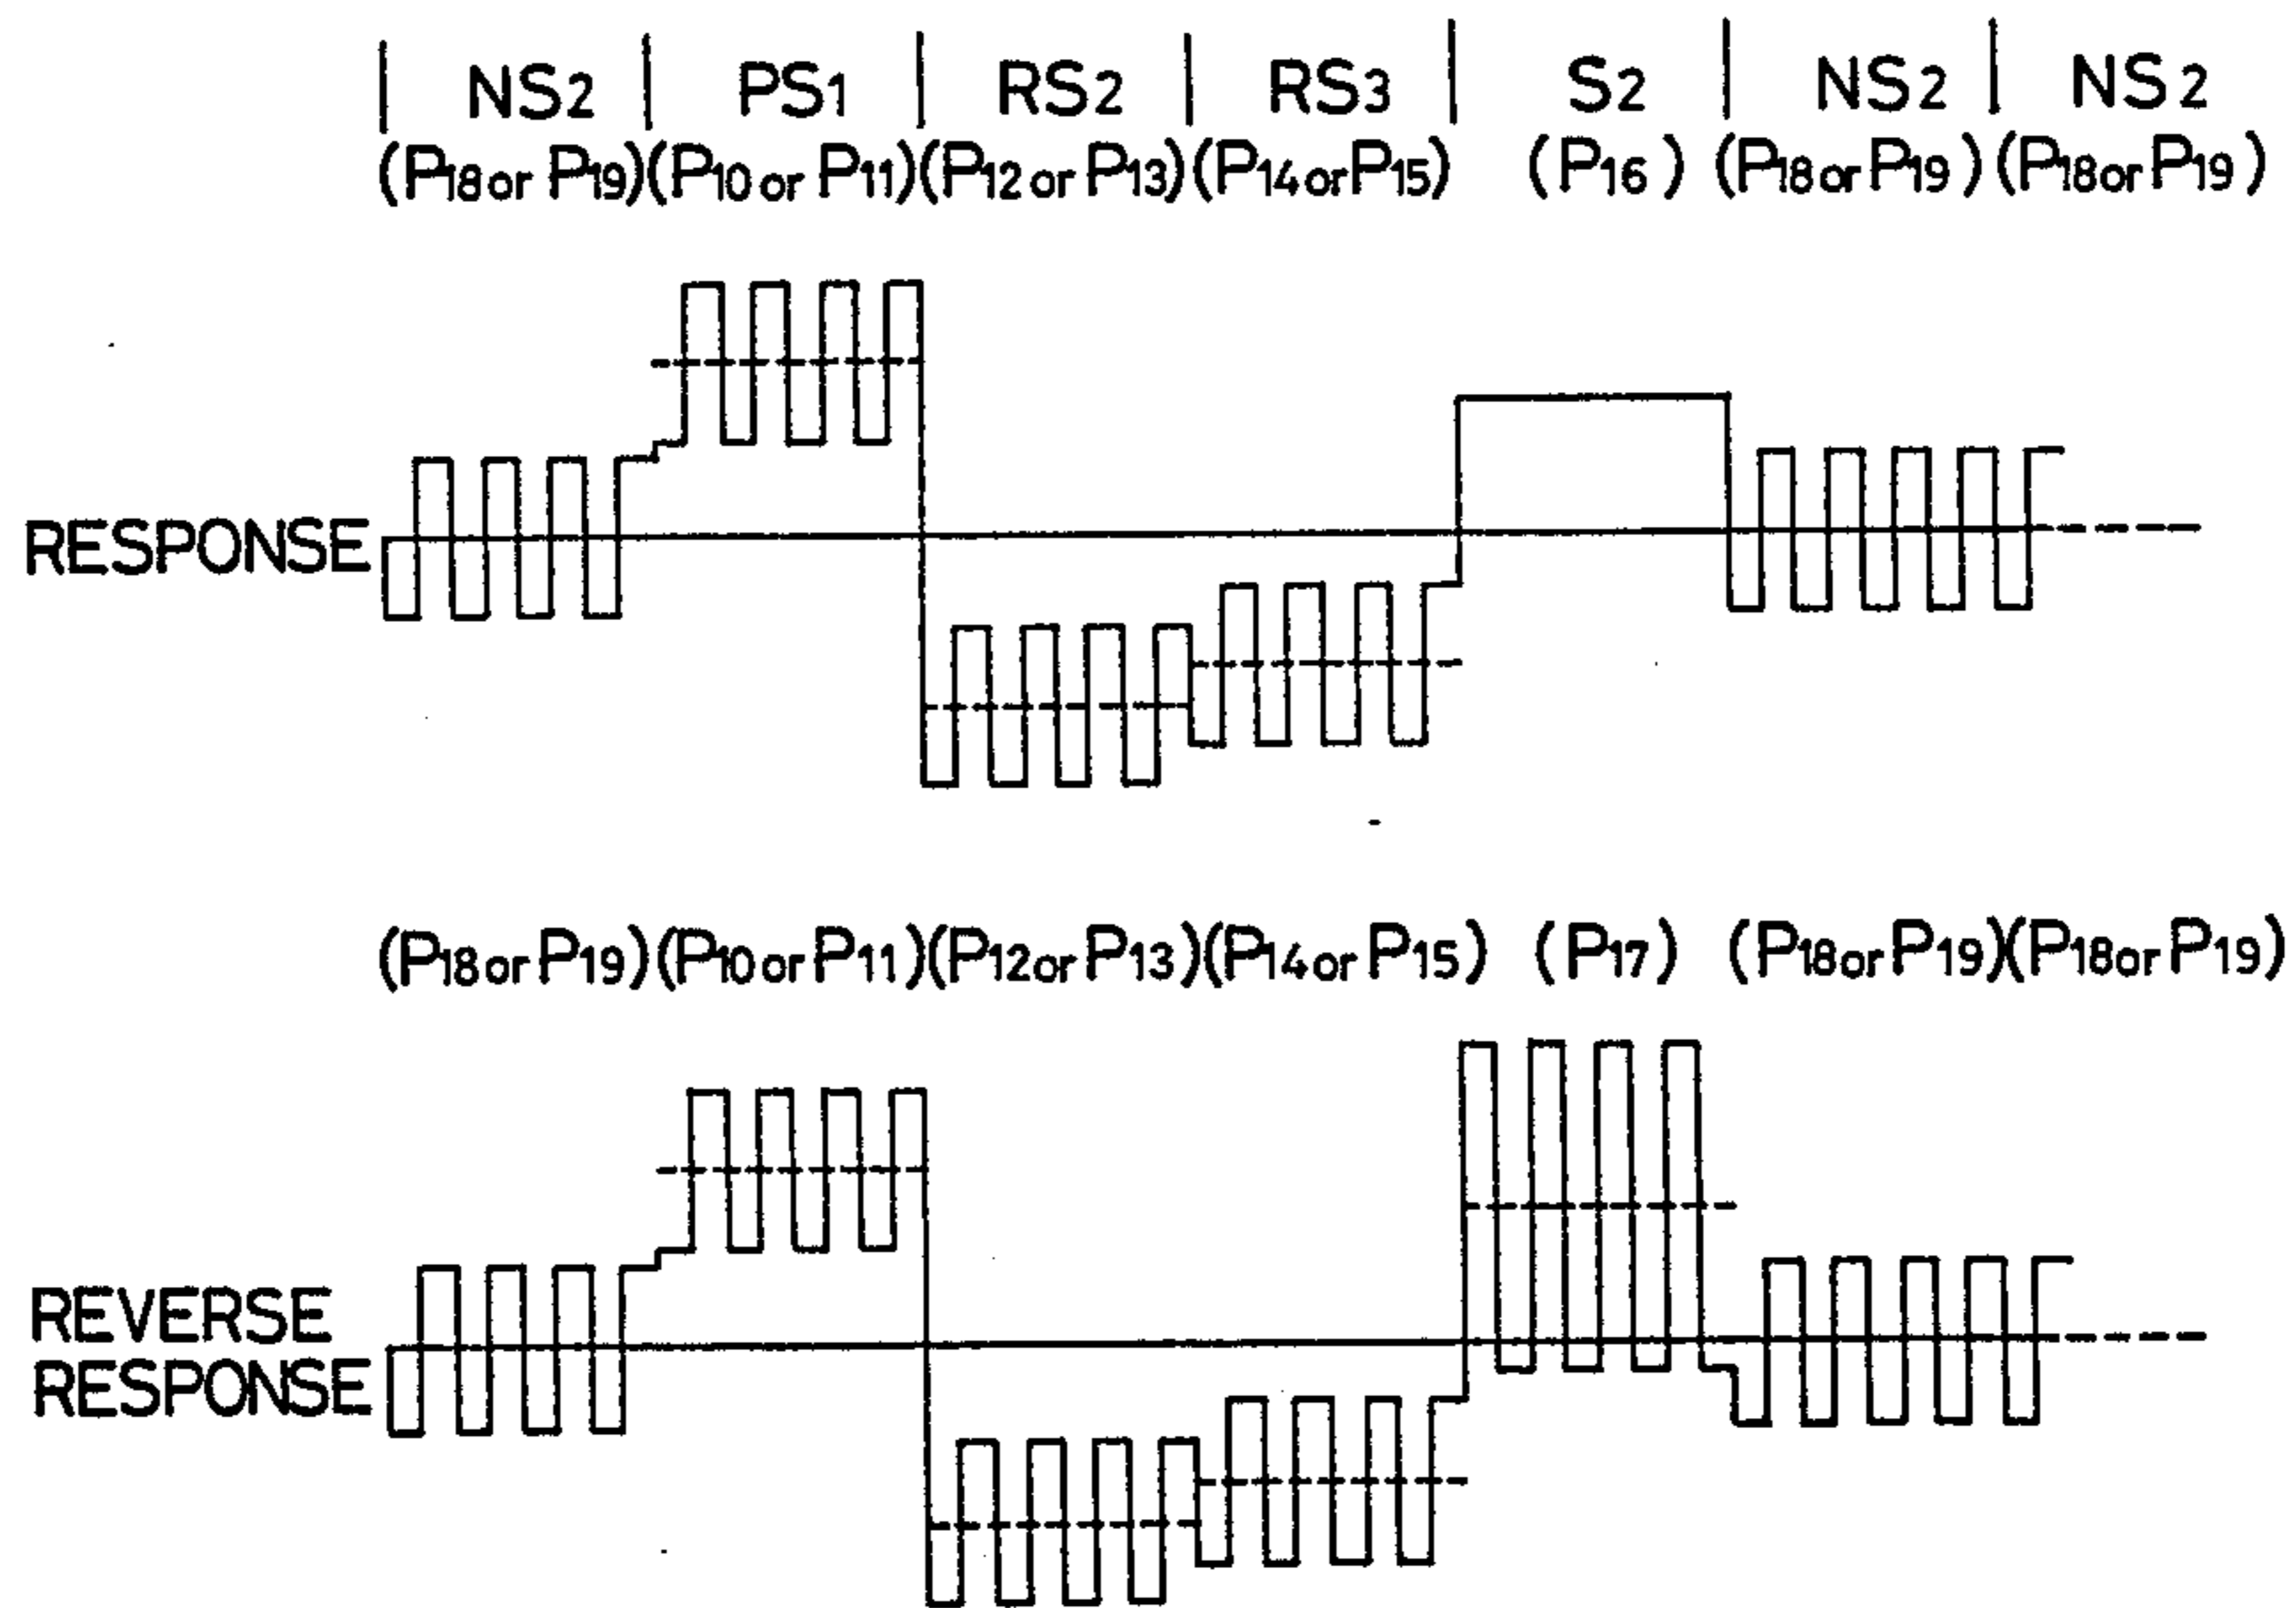 NS2 PS1 RS2 RS3 S2 NS2 NS2
(P18 or P19) (P10 or P11) (P12 or P13) (P14 or P15) (P16) (P18 or P19) (P18 or P19)
RESPONSE
(P18 or P19) (P10 or P11) (P12 or P13) (P14 or P15) (P17) (P18 or P19) (P18 or P19)
REVERSE
RESPONSE